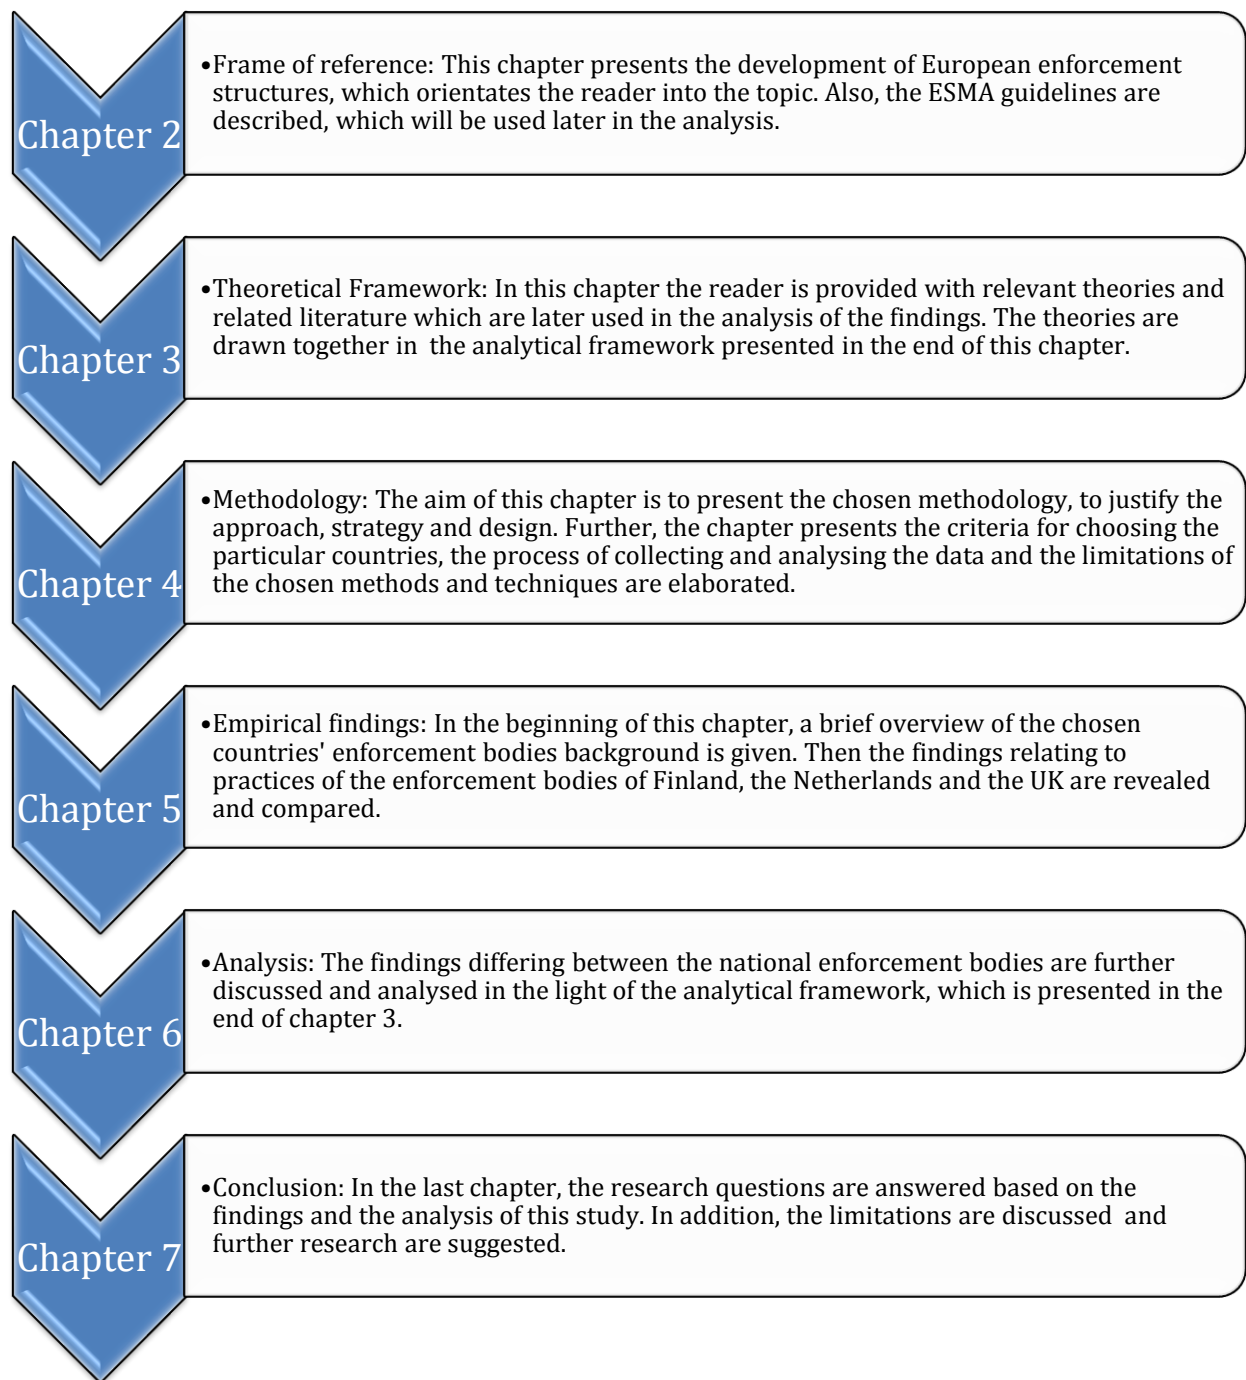 Chapter 2
•Frame of reference: This chapter presents the development of European enforcement
structures, which orientates the reader into the topic. Also, the ESMA guidelines are
described, which will be used later in the analysis.
Chapter 3
•Theoretical Framework: In this chapter the reader is provided with relevant theories and
related literature which are later used in the analysis of the findings. The theories are
drawn together in the analytical framework presented in the end of this chapter.
Chapter 4
•Methodology: The aim of this chapter is to present the chosen methodology, to justify the
approach, strategy and design. Further, the chapter presents the criteria for choosing the
particular countries, the process of collecting and analysing the data and the limitations of
the chosen methods and techniques are elaborated.
Chapter 5
•Empirical findings: In the beginning of this chapter, a brief overview of the chosen
countries' enforcement bodies background is given. Then the findings relating to
practices of the enforcement bodies of Finland, the Netherlands and the UK are revealed
and compared.
Chapter 6
•Analysis: The findings differing between the national enforcement bodies are further
discussed and analysed in the light of the analytical framework, which is presented in the
end of chapter 3.
Chapter 7
•Conclusion: In the last chapter, the research questions are answered based on the
findings and the analysis of this study. In addition, the limitations are discussed and
further research are suggested.